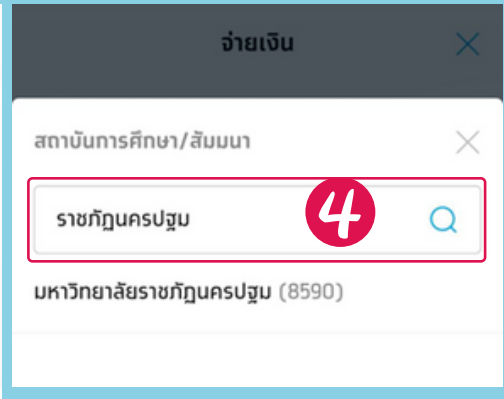 จ่ายเงิน
สถาบันการศึกษา/สัมมนา
ราชภัฏนครปฐม
4
มหาวิทยาลัยราชภัฏนครปฐม (8590)